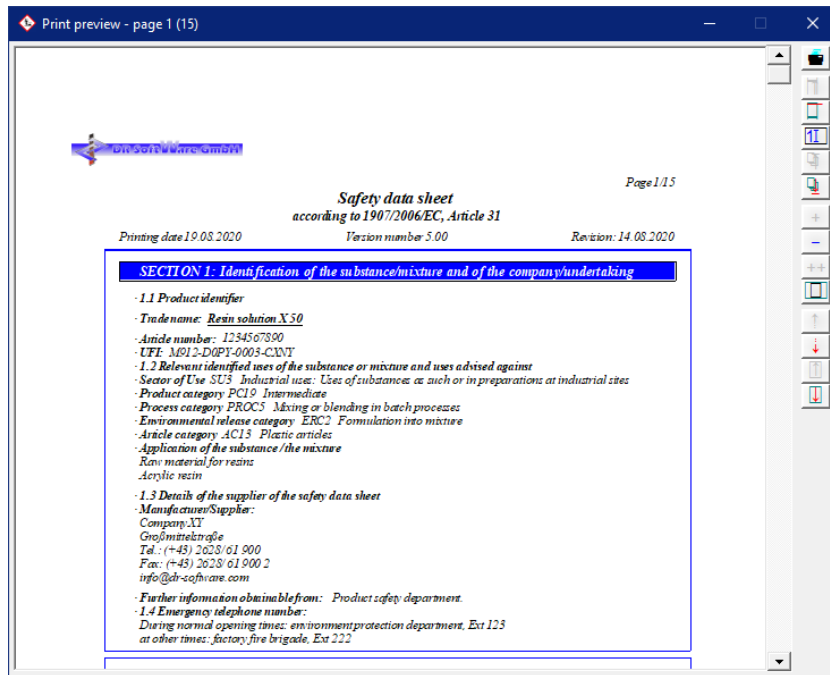 Print preview - page 1 (15)
DR-SoftWare-GmbH
Page 1/15
Safety data sheet
according to 1907/2006/EC, Article 31
Printing date 19.08.2020 Version number 5.00 Revision: 14.08.2020
SECTION 1: Identification of the substance/mixture and of the company/undertaking
· 1.1 Product identifier
· Trade name: Resin solution X 50
· Article number: 1234567890
· UFI: M912-D0PY-0003-CXNY
· 1.2 Relevant identified uses of the substance or mixture and uses advised against
· Sector of Use SU3 Industrial uses: Uses of substances as such or in preparations at industrial sites
· Product category PC19 Intermediate
· Process category PROC5 Mixing or blending in batch processes
· Environmental release category ERC2 Formulation into mixture
· Article category AC13 Plastic articles
· Application of the substance / the mixture
Raw material for resins
Acrylic resin
· 1.3 Details of the supplier of the safety data sheet
· Manufacturer/Supplier:
Company XY
Großmittelstraße
Tel.: (+43) 2628/ 61 900
Fax: (+43) 2628/ 61 900 2
info@dr-software.com
· Further information obtainable from: Product safety department.
· 1.4 Emergency telephone number:
During normal opening times: environment protection department, Ext 123
at other times: factory fire brigade, Ext 222